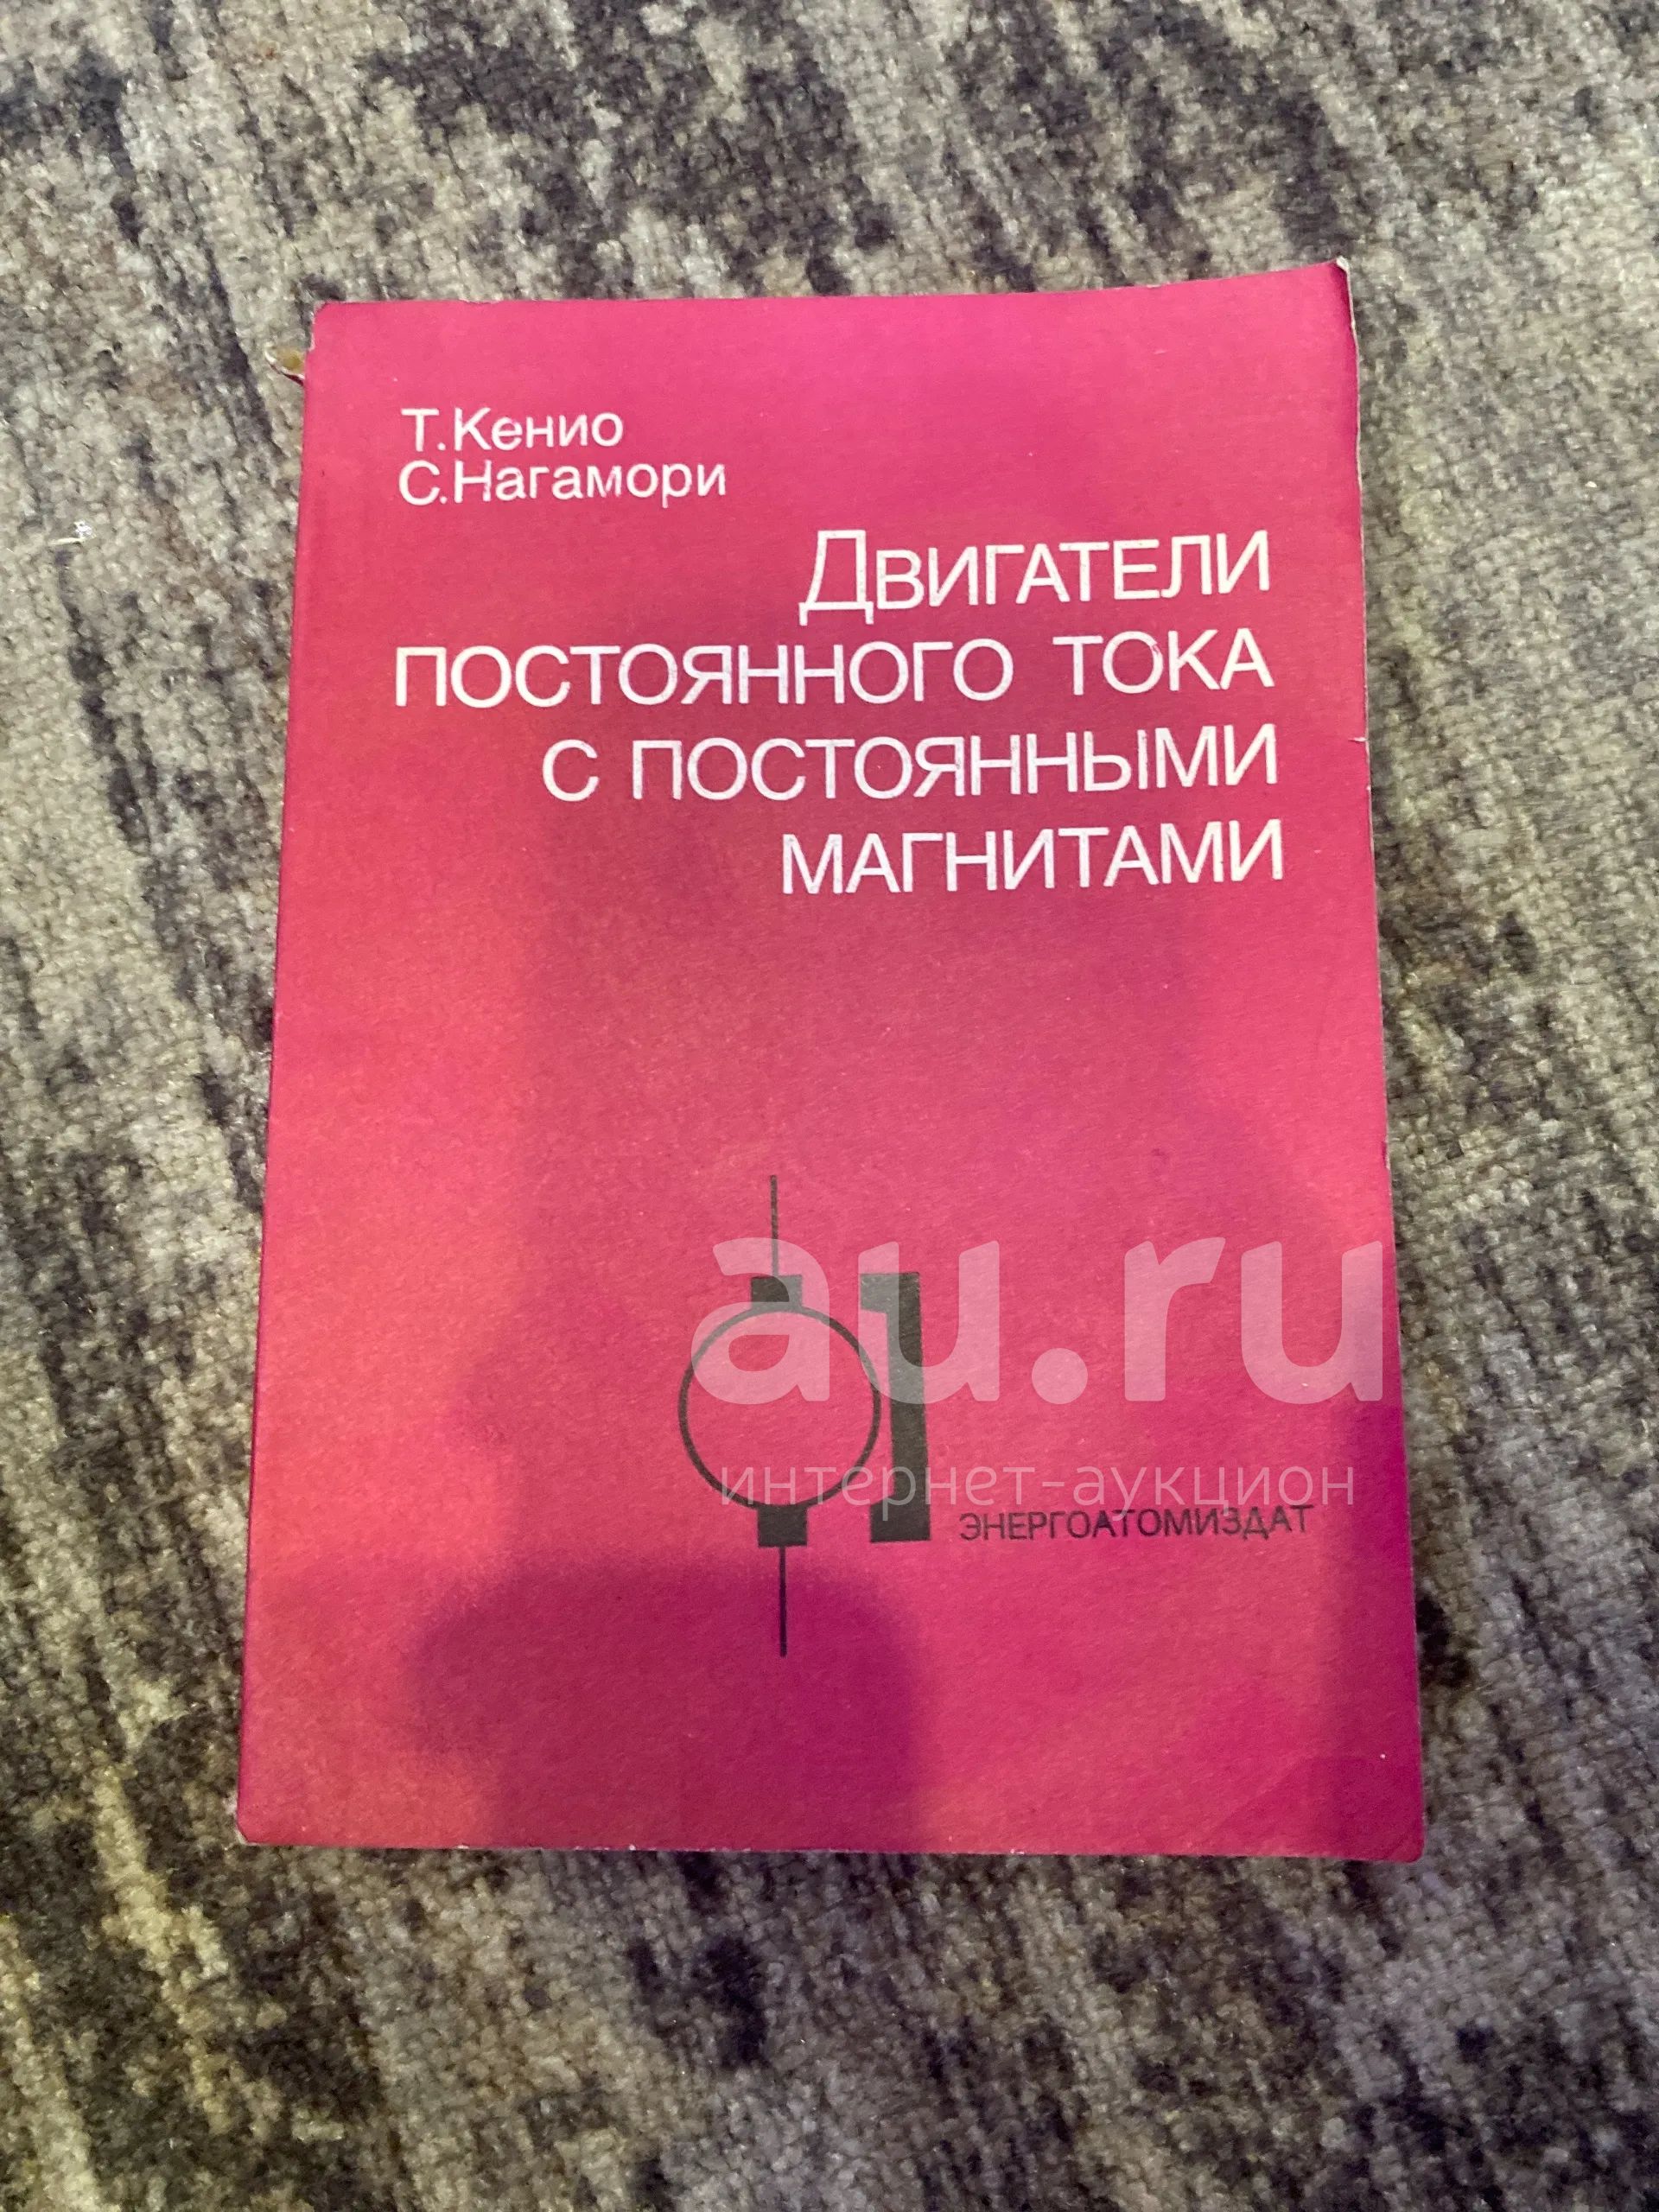 Т.Кенио
С.Нагамори
Двигатели
постоянного тока
с постоянными
магнитами
au.ru
интернет-аукцион
ЭНЕРГОАТОМИЗДАТ